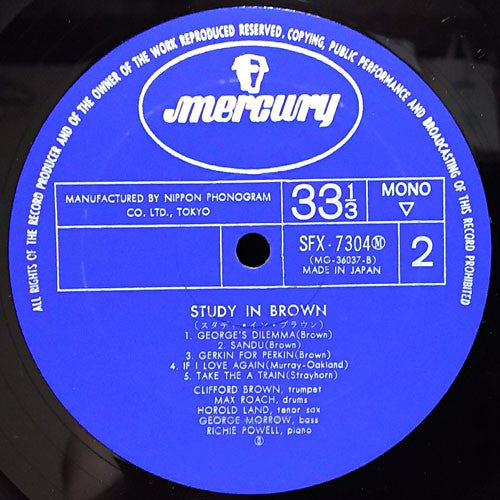 ALL RIGHTS OF THE RECORD PRODUCER AND OF THE OWNER OF THE WORK REPRODUCED RESERVED, COPYING, PUBLIC PERFORMANCE AND BROADCASTING OF THIS RECORD PROHIBITED
mercury
MANUFACTURED BY NIPPON PHONOGRAM
CO. LTD., TOKYO
33 1/3
MONO
▽
SFX-7304Ⓜ
(MG-36037-B)
MADE IN JAPAN
2
STUDY IN BROWN
(スタディ・イン・ブラウン)
1. GEORGE'S DILEMMA(Brown)
2. SANDU(Brown)
3. GERKIN FOR PERKIN(Brown)
4. IF I LOVE AGAIN(Murray-Oakland)
5. TAKE THE A TRAIN(Strayhorn)
CLIFFORD BROWN, trumpet
MAX ROACH, drums
HOROLD LAND, tenor sax
GEORGE MORROW, bass
RICHIE POWELL, piano